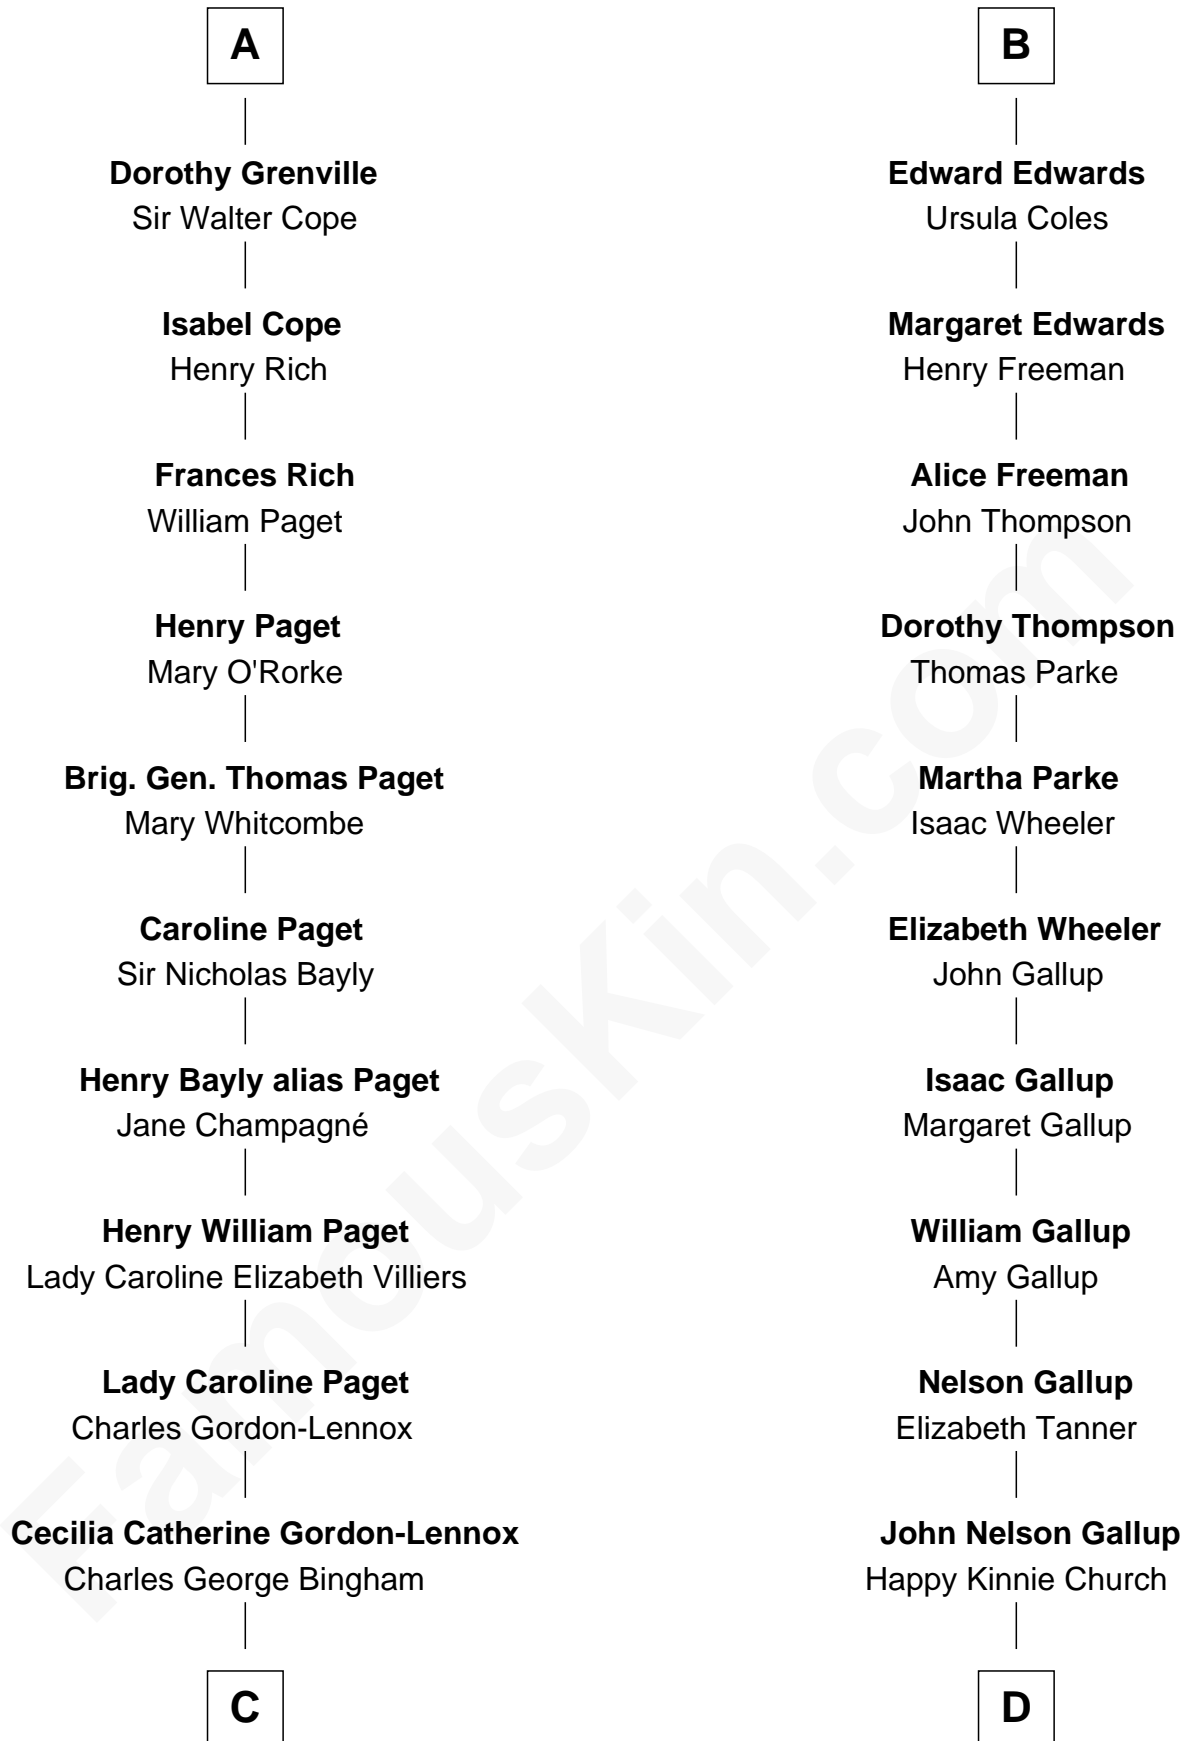 A
Dorothy Grenville
Sir Walter Cope
Isabel Cope
Henry Rich
Frances Rich
William Paget
Henry Paget
Mary O'Rorke
Brig. Gen. Thomas Paget
Mary Whitcombe
Caroline Paget
Sir Nicholas Bayly
Henry Bayly alias Paget
Jane Champagné
Henry William Paget
Lady Caroline Elizabeth Villiers
Lady Caroline Paget
Charles Gordon-Lennox
Cecilia Catherine Gordon-Lennox
Charles George Bingham
C
B
Edward Edwards
Ursula Coles
Margaret Edwards
Henry Freeman
Alice Freeman
John Thompson
Dorothy Thompson
Thomas Parke
Martha Parke
Isaac Wheeler
Elizabeth Wheeler
John Gallup
Isaac Gallup
Margaret Gallup
William Gallup
Amy Gallup
Nelson Gallup
Elizabeth Tanner
John Nelson Gallup
Happy Kinnie Church
D
FamousKin.com